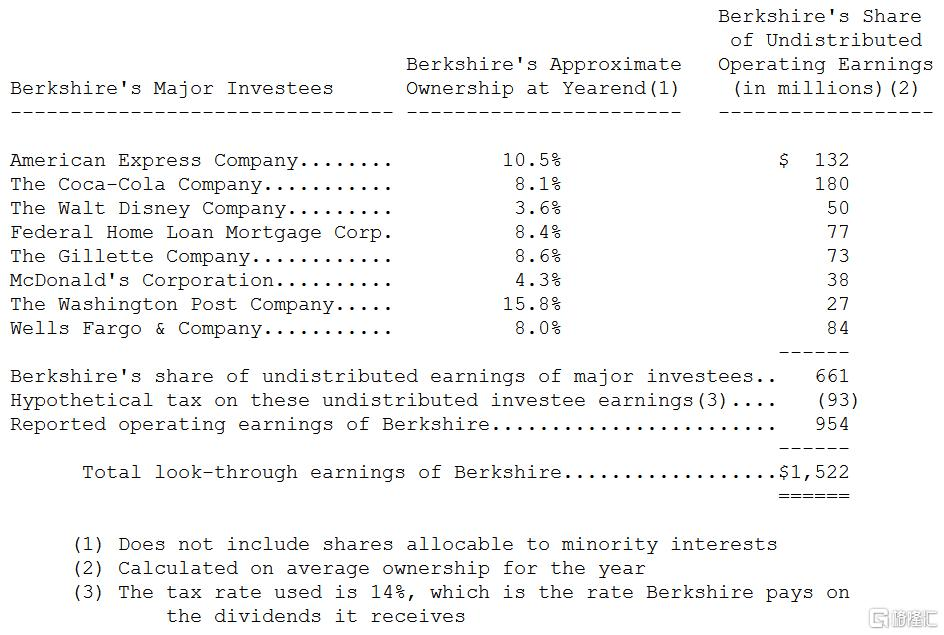 Berkshire's Share
of Undistributed
Berkshire's Approximate Operating Earnings
Berkshire's Major Investees Ownership at Yearend(1) (in millions)(2)
-------------------------------- ----------------------- ------------------
American Express Company........ 10.5% $ 132
The Coca-Cola Company........... 8.1% 180
The Walt Disney Company......... 3.6% 50
Federal Home Loan Mortgage Corp. 8.4% 77
The Gillette Company............ 8.6% 73
McDonald's Corporation.......... 4.3% 38
The Washington Post Company..... 15.8% 27
Wells Fargo & Company........... 8.0% 84
------
Berkshire's share of undistributed earnings of major investees.. 661
Hypothetical tax on these undistributed investee earnings(3).... (93)
Reported operating earnings of Berkshire........................ 954
------
Total look-through earnings of Berkshire..................$1,522
======
(1) Does not include shares allocable to minority interests
(2) Calculated on average ownership for the year
(3) The tax rate used is 14%, which is the rate Berkshire pays on
the dividends it receives
格隆汇